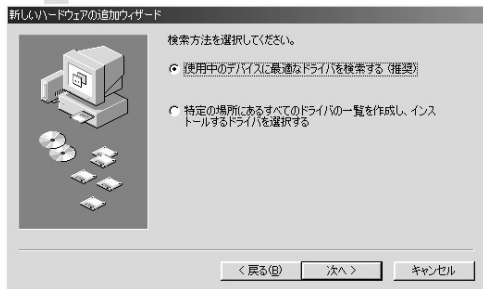 新しいハードウェアの追加ウィザード
検索方法を選択してください。
使用中のデバイスに最適なドライバを検索する (推奨)
特定の場所にあるすべてのドライバの一覧を作成し、インス
トールするドライバを選択する
< 戻る(B)
次へ >
キャンセル